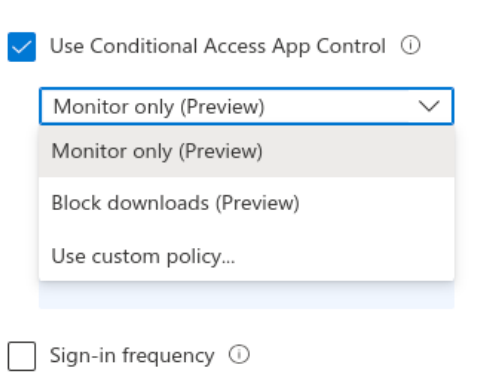 Use Conditional Access App Control
Monitor only (Preview)
Monitor only (Preview)
Block downloads (Preview)
Use custom policy...
Sign-in frequency